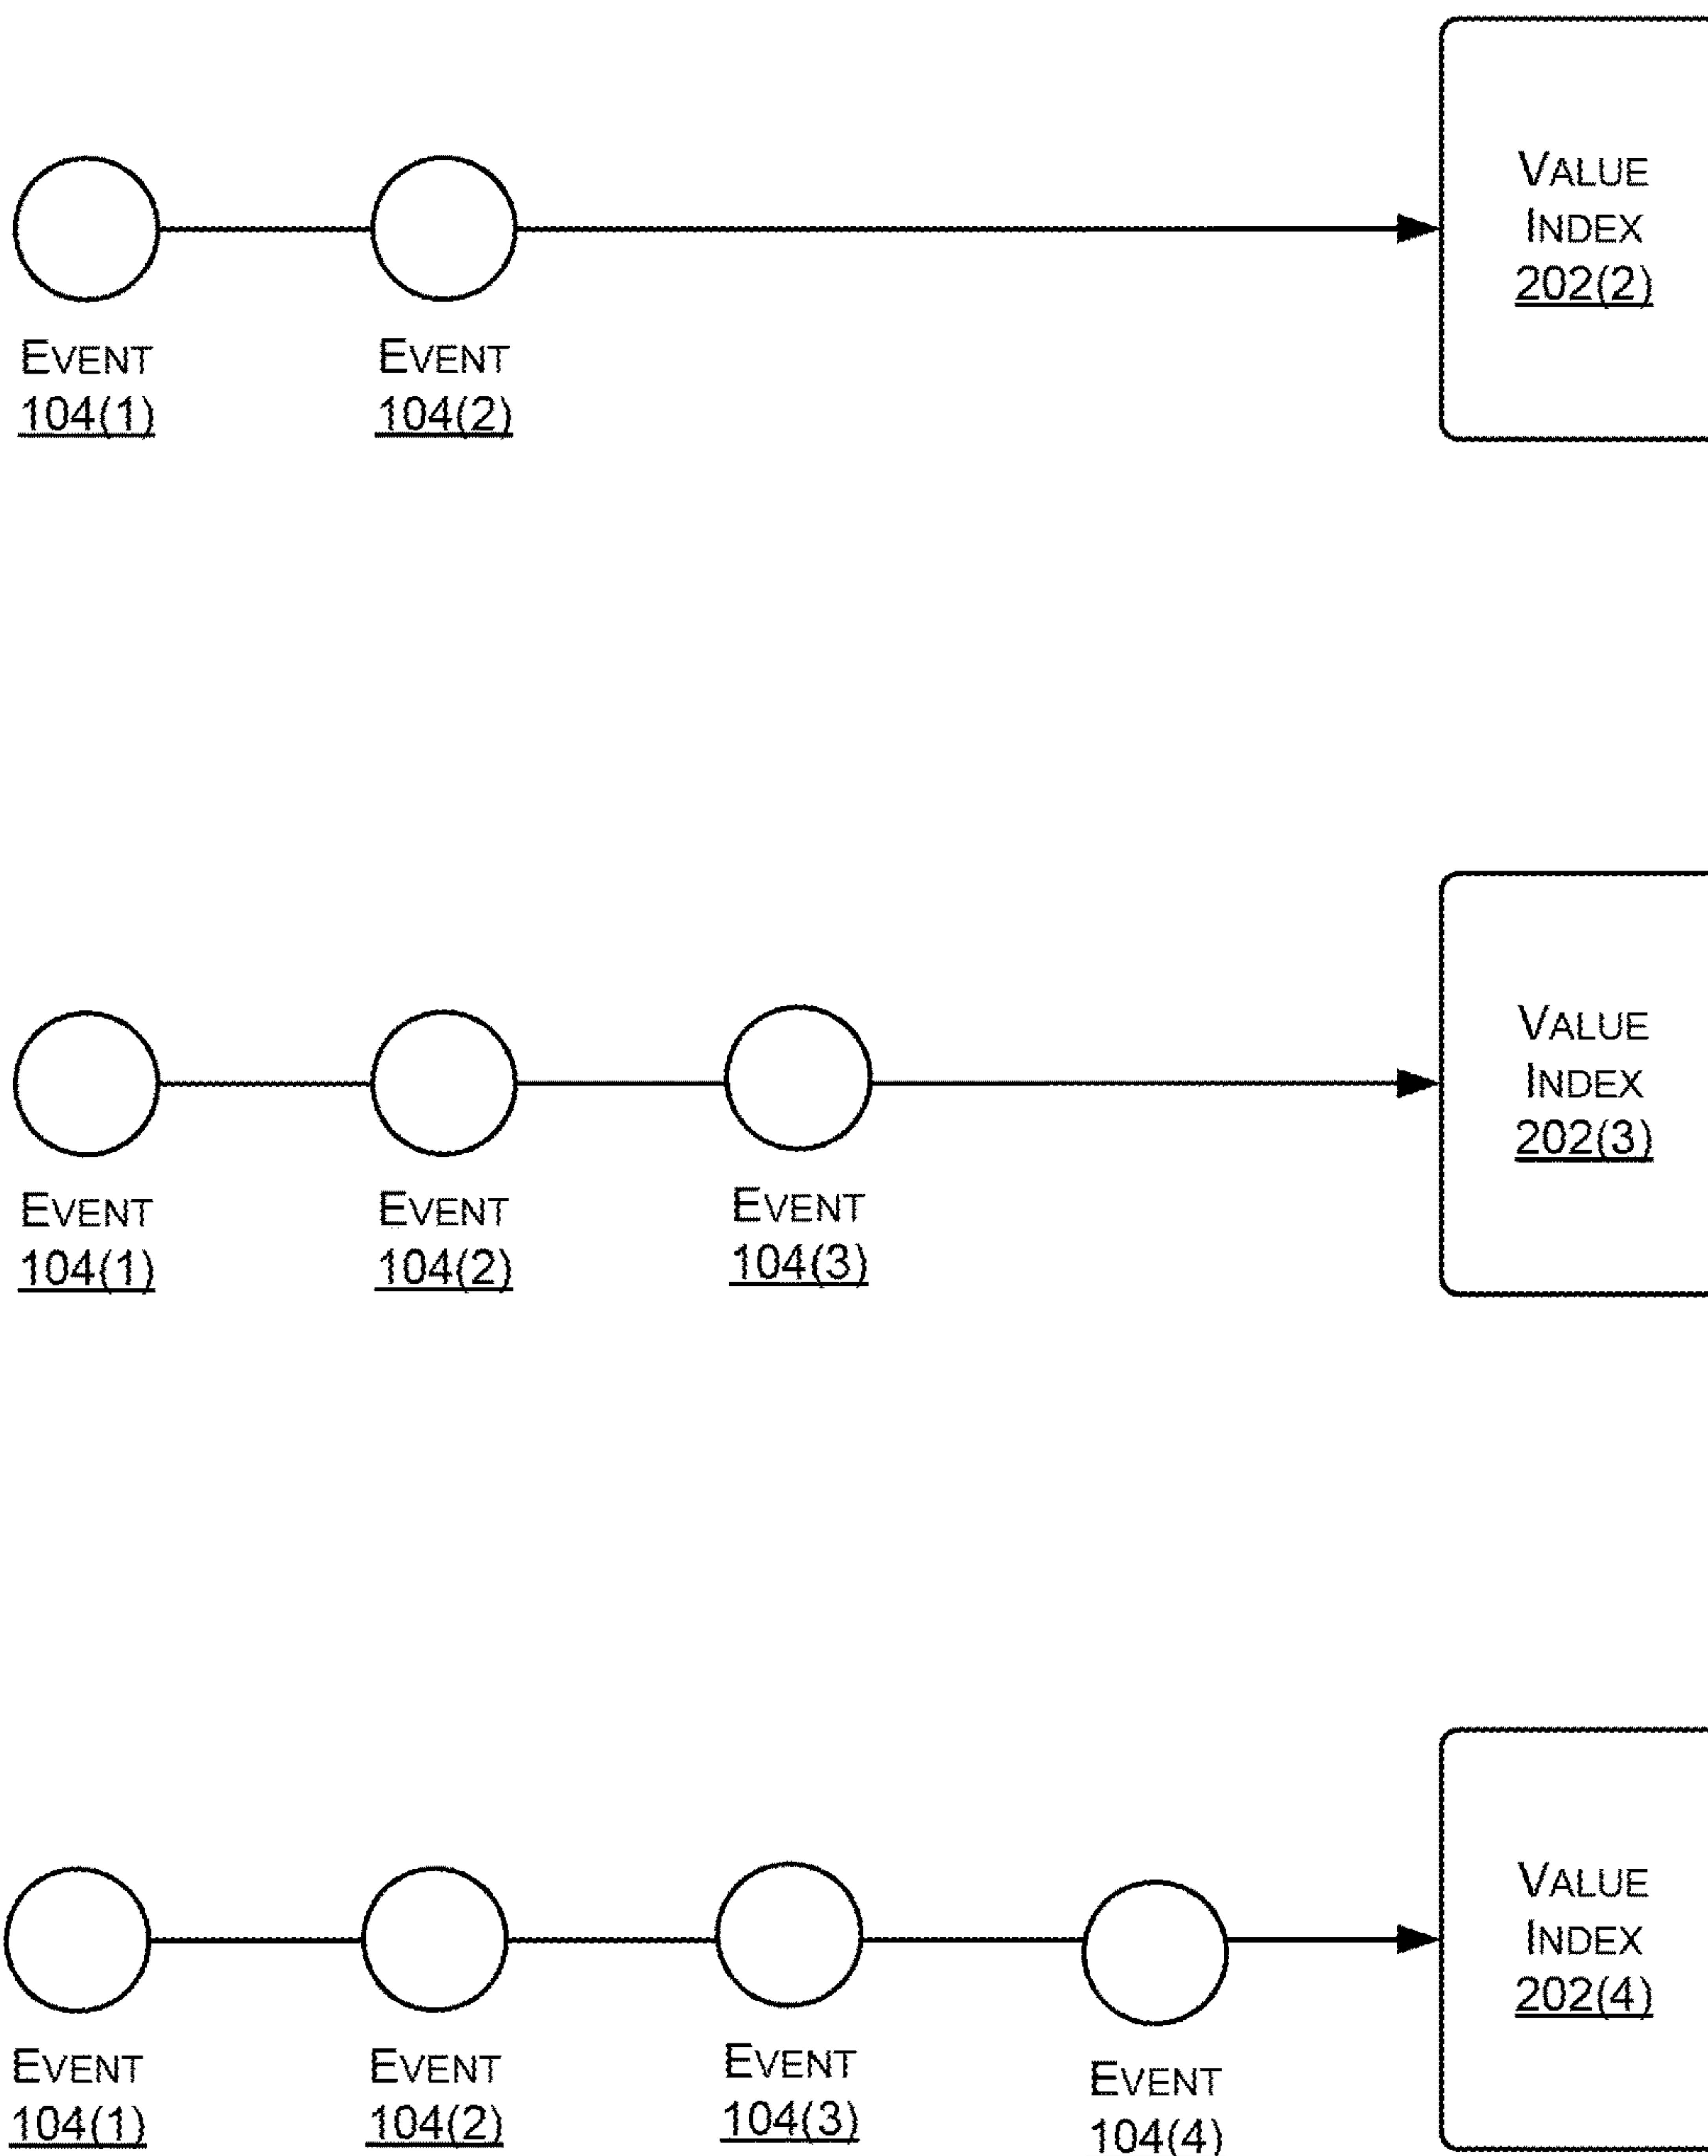 VALUE
INDEX
202(2)
EVENT
104(1)
EVENT
104(2)
VALUE
INDEX
202(3)
EVENT
104(1)
EVENT
104(2)
EVENT
104(3)
VALUE
INDEX
202(4)
EVENT
104(1)
EVENT
104(2)
EVENT
104(3)
EVENT
104(4)